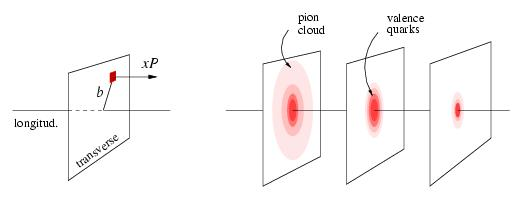 xP
b
longitud.
transverse
pion
cloud
valence
quarks